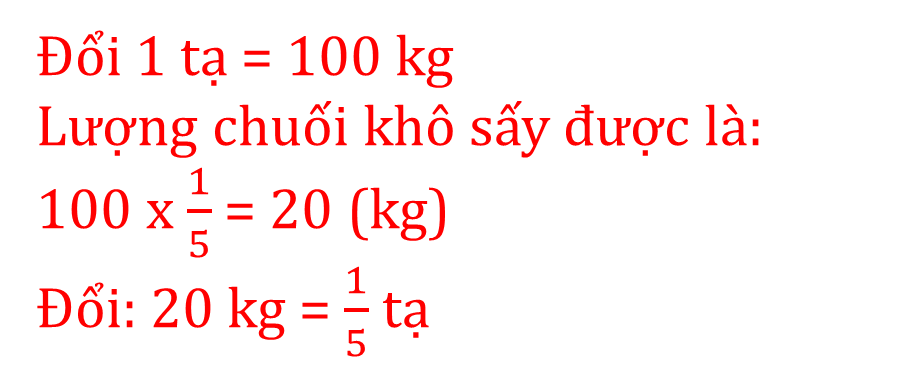 Đổi 1 tạ = 100 kg
Lượng chuối khô sấy được là:
100 x 1/5 = 20 (kg)
Đổi: 20 kg = 1/5 tạ